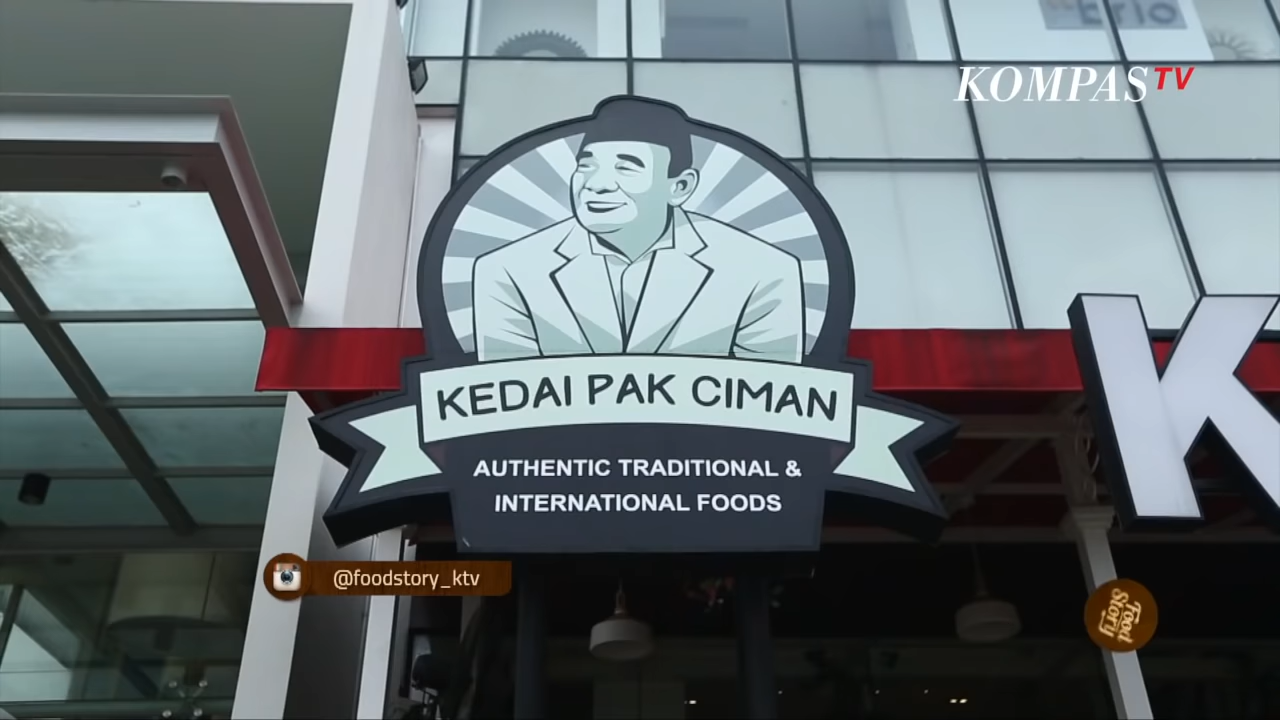 KOMPAS TV
KEDAI PAK CIMAN
AUTHENTIC TRADITIONAL &
INTERNATIONAL FOODS
K
@foodstory_ktv
Food
Story